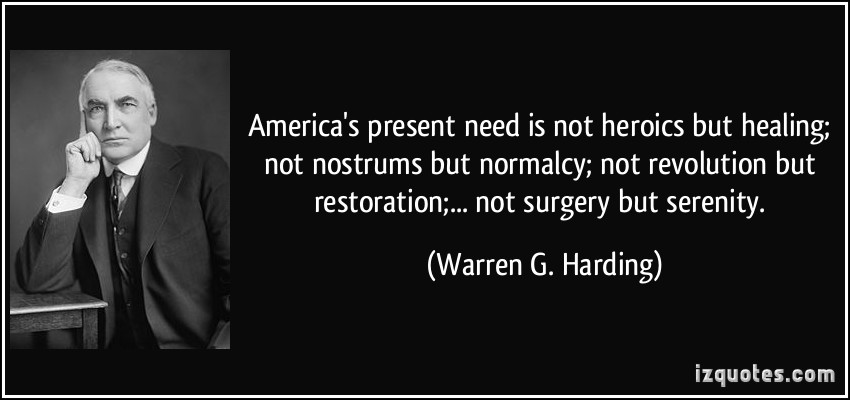 America's present need is not heroics but healing;
not nostrums but normalcy; not revolution but
restoration;... not surgery but serenity.
(Warren G. Harding)
izquotes.com